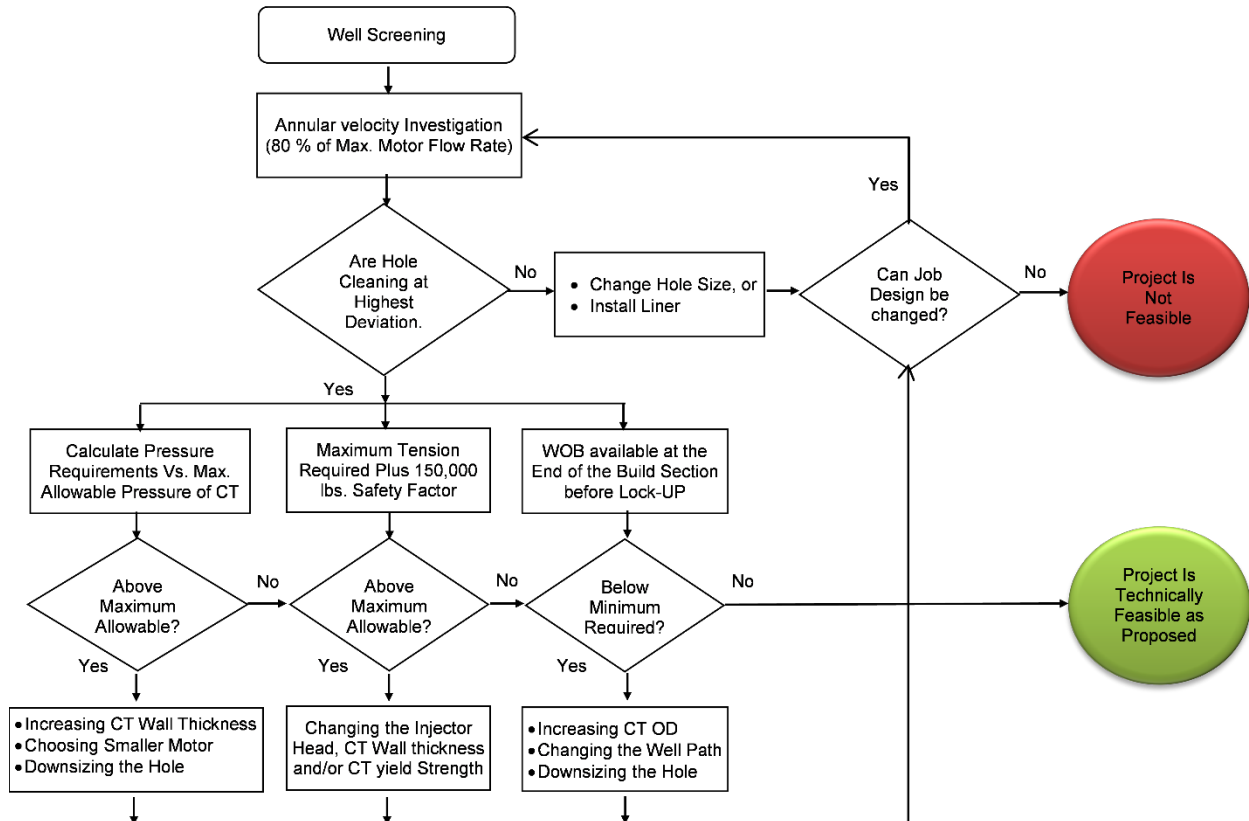 Well Screening
Annular velocity Investigation
(80 % of Max. Motor Flow Rate)
Yes
Are Hole
Cleaning at
Highest
Deviation.
No
• Change Hole Size, or
• Install Liner
Can Job
Design be
changed?
No
Project Is
Not
Feasible
Yes
Calculate Pressure
Requirements Vs. Max.
Allowable Pressure of CT
Maximum Tension
Required Plus 150,000
lbs. Safety Factor
WOB available at the
End of the Build Section
before Lock-UP
Above
Maximum
Allowable?
No
Above
Maximum
Allowable?
No
Below
Minimum
Required?
No
Project Is
Technically
Feasible as
Proposed
Yes
Yes
Yes
• Increasing CT Wall Thickness
• Choosing Smaller Motor
• Downsizing the Hole
Changing the Injector
Head, CT Wall thickness
and/or CT yield Strength
• Increasing CT OD
• Changing the Well Path
• Downsizing the Hole